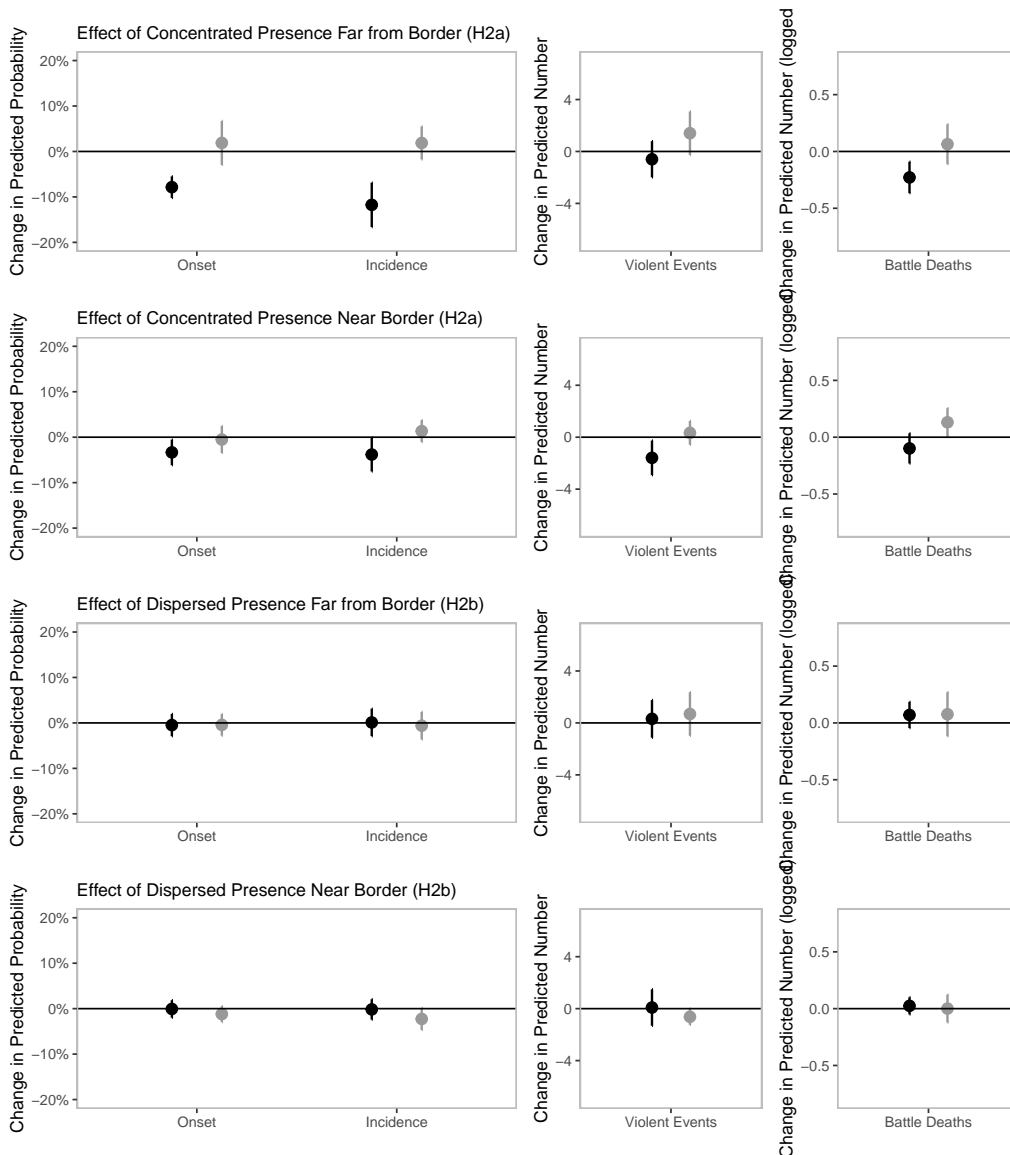 Effect of Concentrated Presence Far from Border (H2a)
Change in Predicted Probability
20%
10%
0%
−10%
−20%
Onset
Incidence
Change in Predicted Number
4
0
−4
Violent Events
Change in Predicted Number (logged)
0.5
0.0
−0.5
Battle Deaths
Effect of Concentrated Presence Near Border (H2a)
Change in Predicted Probability
20%
10%
0%
−10%
−20%
Onset
Incidence
Change in Predicted Number
4
0
−4
Violent Events
Change in Predicted Number (logged)
0.5
0.0
−0.5
Battle Deaths
Effect of Dispersed Presence Far from Border (H2b)
Change in Predicted Probability
20%
10%
0%
−10%
−20%
Onset
Incidence
Change in Predicted Number
4
0
−4
Violent Events
Change in Predicted Number (logged)
0.5
0.0
−0.5
Battle Deaths
Effect of Dispersed Presence Near Border (H2b)
Change in Predicted Probability
20%
10%
0%
−10%
−20%
Onset
Incidence
Change in Predicted Number
4
0
−4
Violent Events
Change in Predicted Number (logged)
0.5
0.0
−0.5
Battle Deaths